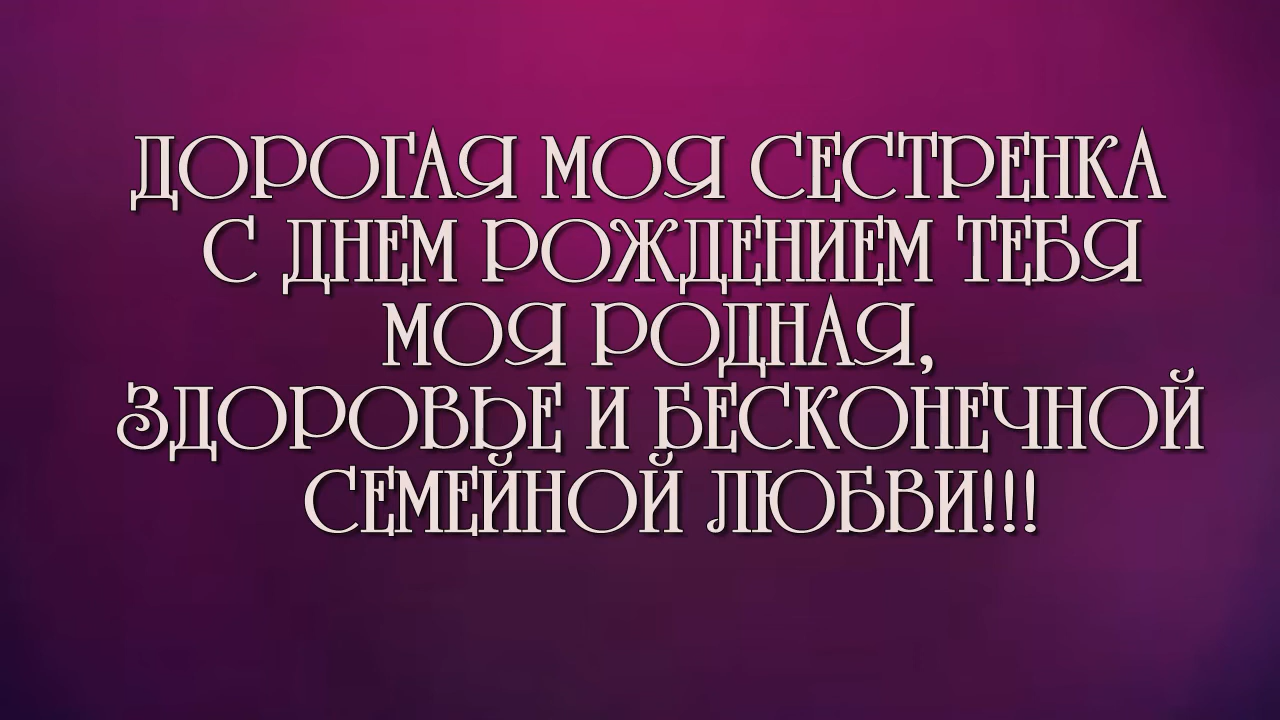 ДОРОГАЯ МОЯ СЕСТРЕНКА
С ДНЕМ РОЖДЕНИЕМ ТЕБЯ
МОЯ РОДНАЯ,
ЗДОРОВЬЕ И БЕСКОНЕЧНОЙ
СЕМЕЙНОЙ ЛЮБВИ!!!